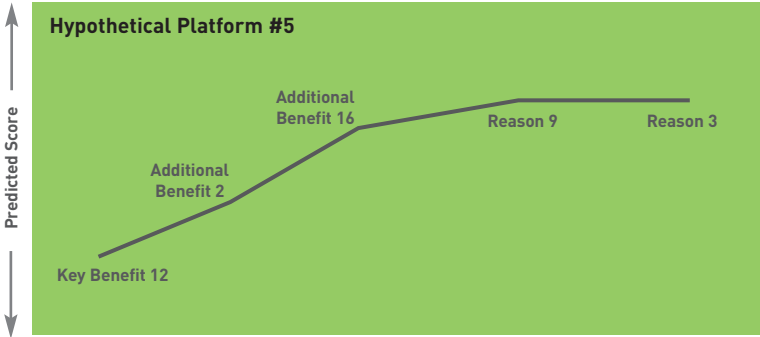 Hypothetical Platform #5
Predicted Score
Additional
Benefit 16
Reason 9
Reason 3
Additional
Benefit 2
Key Benefit 12